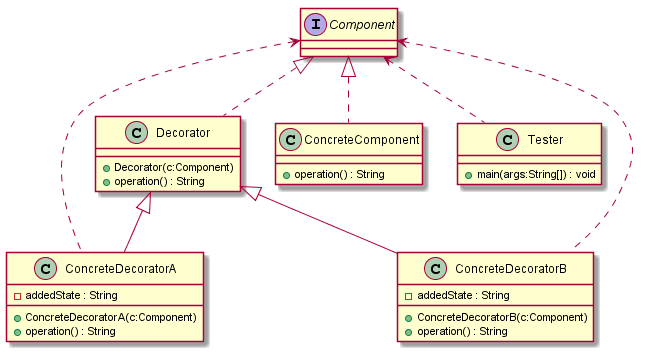 I Component
C Decorator
Decorator(c:Component)
operation() : String
C ConcreteComponent
operation() : String
C Tester
main(args:String[]) : void
C ConcreteDecoratorA
addedState : String
ConcreteDecoratorA(c:Component)
operation() : String
C ConcreteDecoratorB
addedState : String
ConcreteDecoratorB(c:Component)
operation() : String